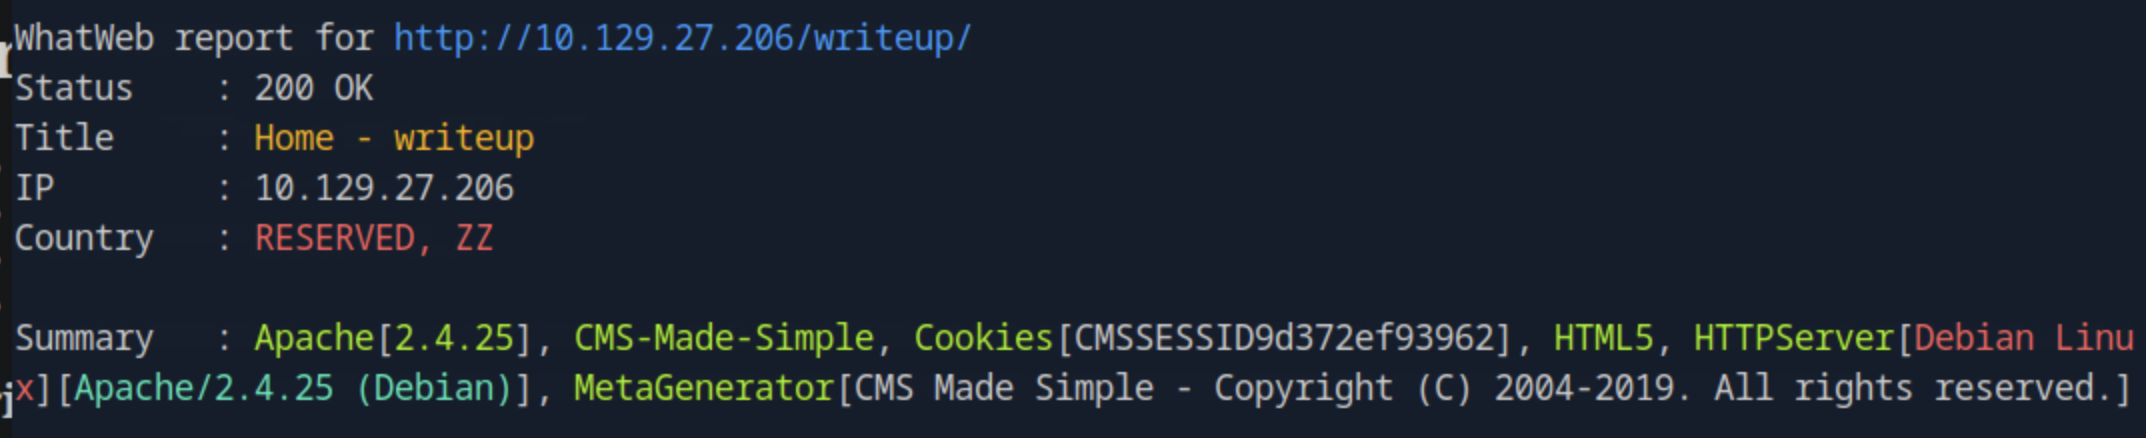 WhatWeb report for http://10.129.27.206/writeup/
Status    : 200 OK
Title     : Home - writeup
IP        : 10.129.27.206
Country   : RESERVED, ZZ
Summary   : Apache[2.4.25], CMS-Made-Simple, Cookies[CMSSESSID9d372ef93962], HTML5, HTTPServer[Debian Linu
x][Apache/2.4.25 (Debian)], MetaGenerator[CMS Made Simple - Copyright (C) 2004-2019. All rights reserved.]